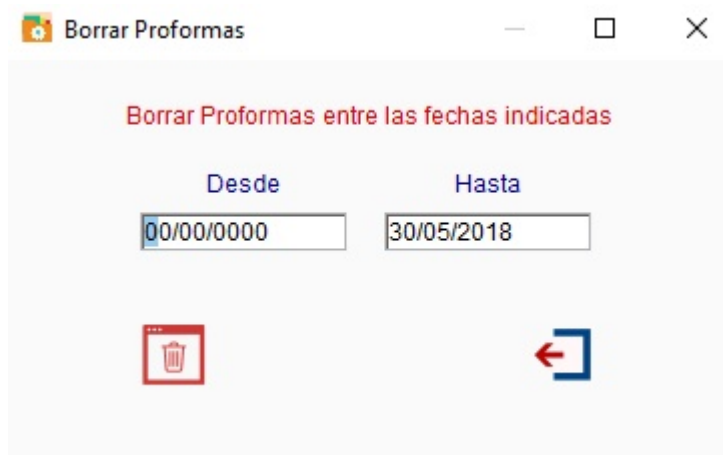 Borrar Proformas
Borrar Proformas entre las fechas indicadas
Desde Hasta
00/00/0000 30/05/2018